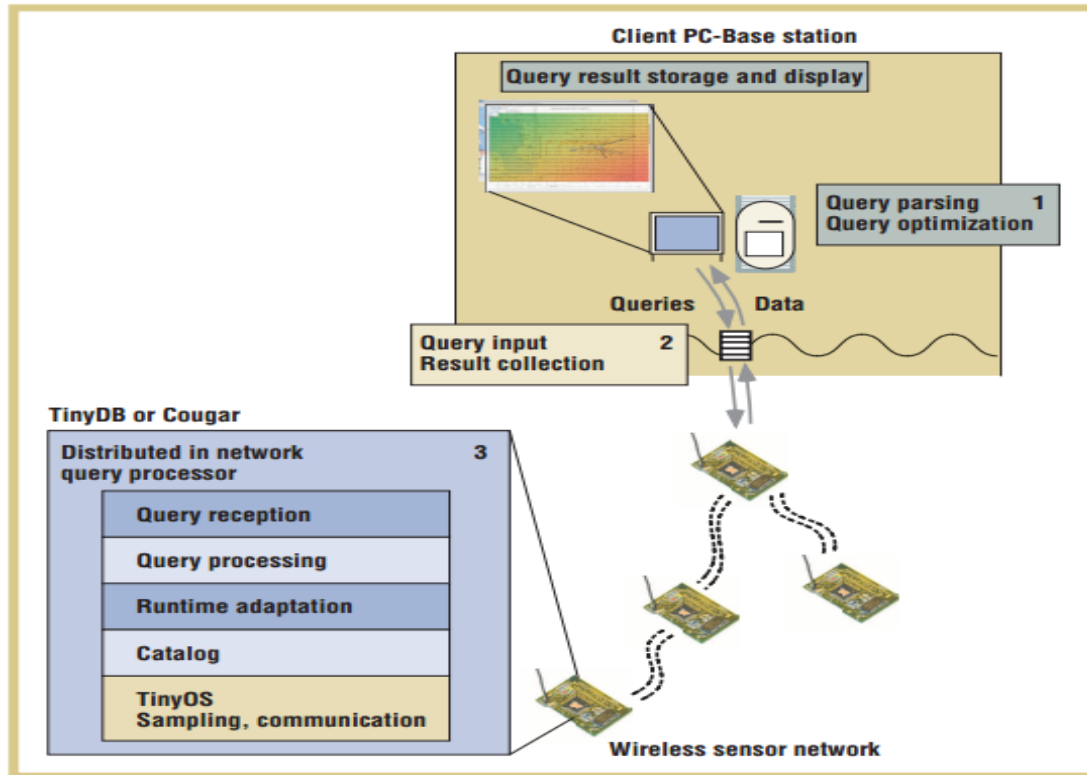 Client PC-Base station
Query result storage and display
Query parsing 1
Query optimization
Queries Data
Query input 2
Result collection
TinyDB or Cougar
Distributed in network 3
query processor
Query reception
Query processing
Runtime adaptation
Catalog
TinyOS
Sampling, communication
Wireless sensor network